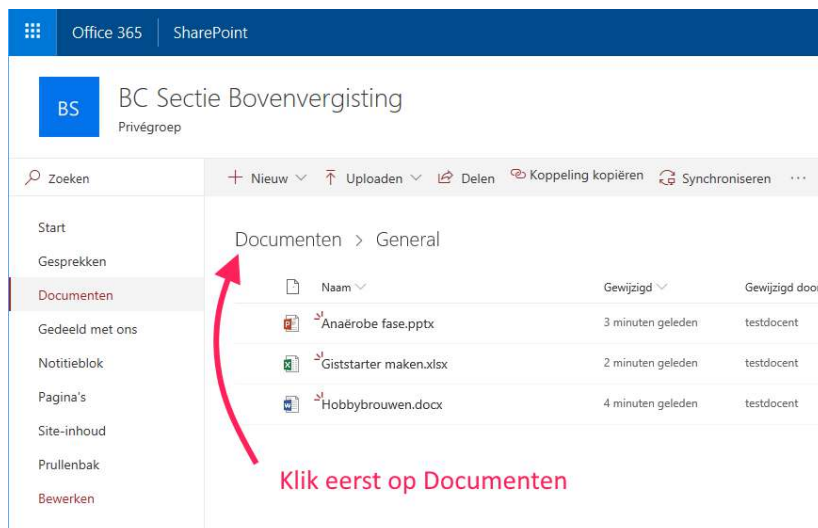 Office 365 SharePoint
BS
BC Sectie Bovenvergisting
Privégroep
Zoeken
Nieuw Uploaden Delen Koppeling kopiëren Synchroniseren ...
Start
Gesprekken
Documenten
Gedeeld met ons
Notitieblok
Pagina's
Site-inhoud
Prullenbak
Bewerken
Documenten > General
Naam Gewijzigd Gewijzigd doo
Anaërobe fase.pptx 3 minuten geleden testdocent
Giststarter maken.xlsx 2 minuten geleden testdocent
Hobbybrouwen.docx 4 minuten geleden testdocent
Klik eerst op Documenten